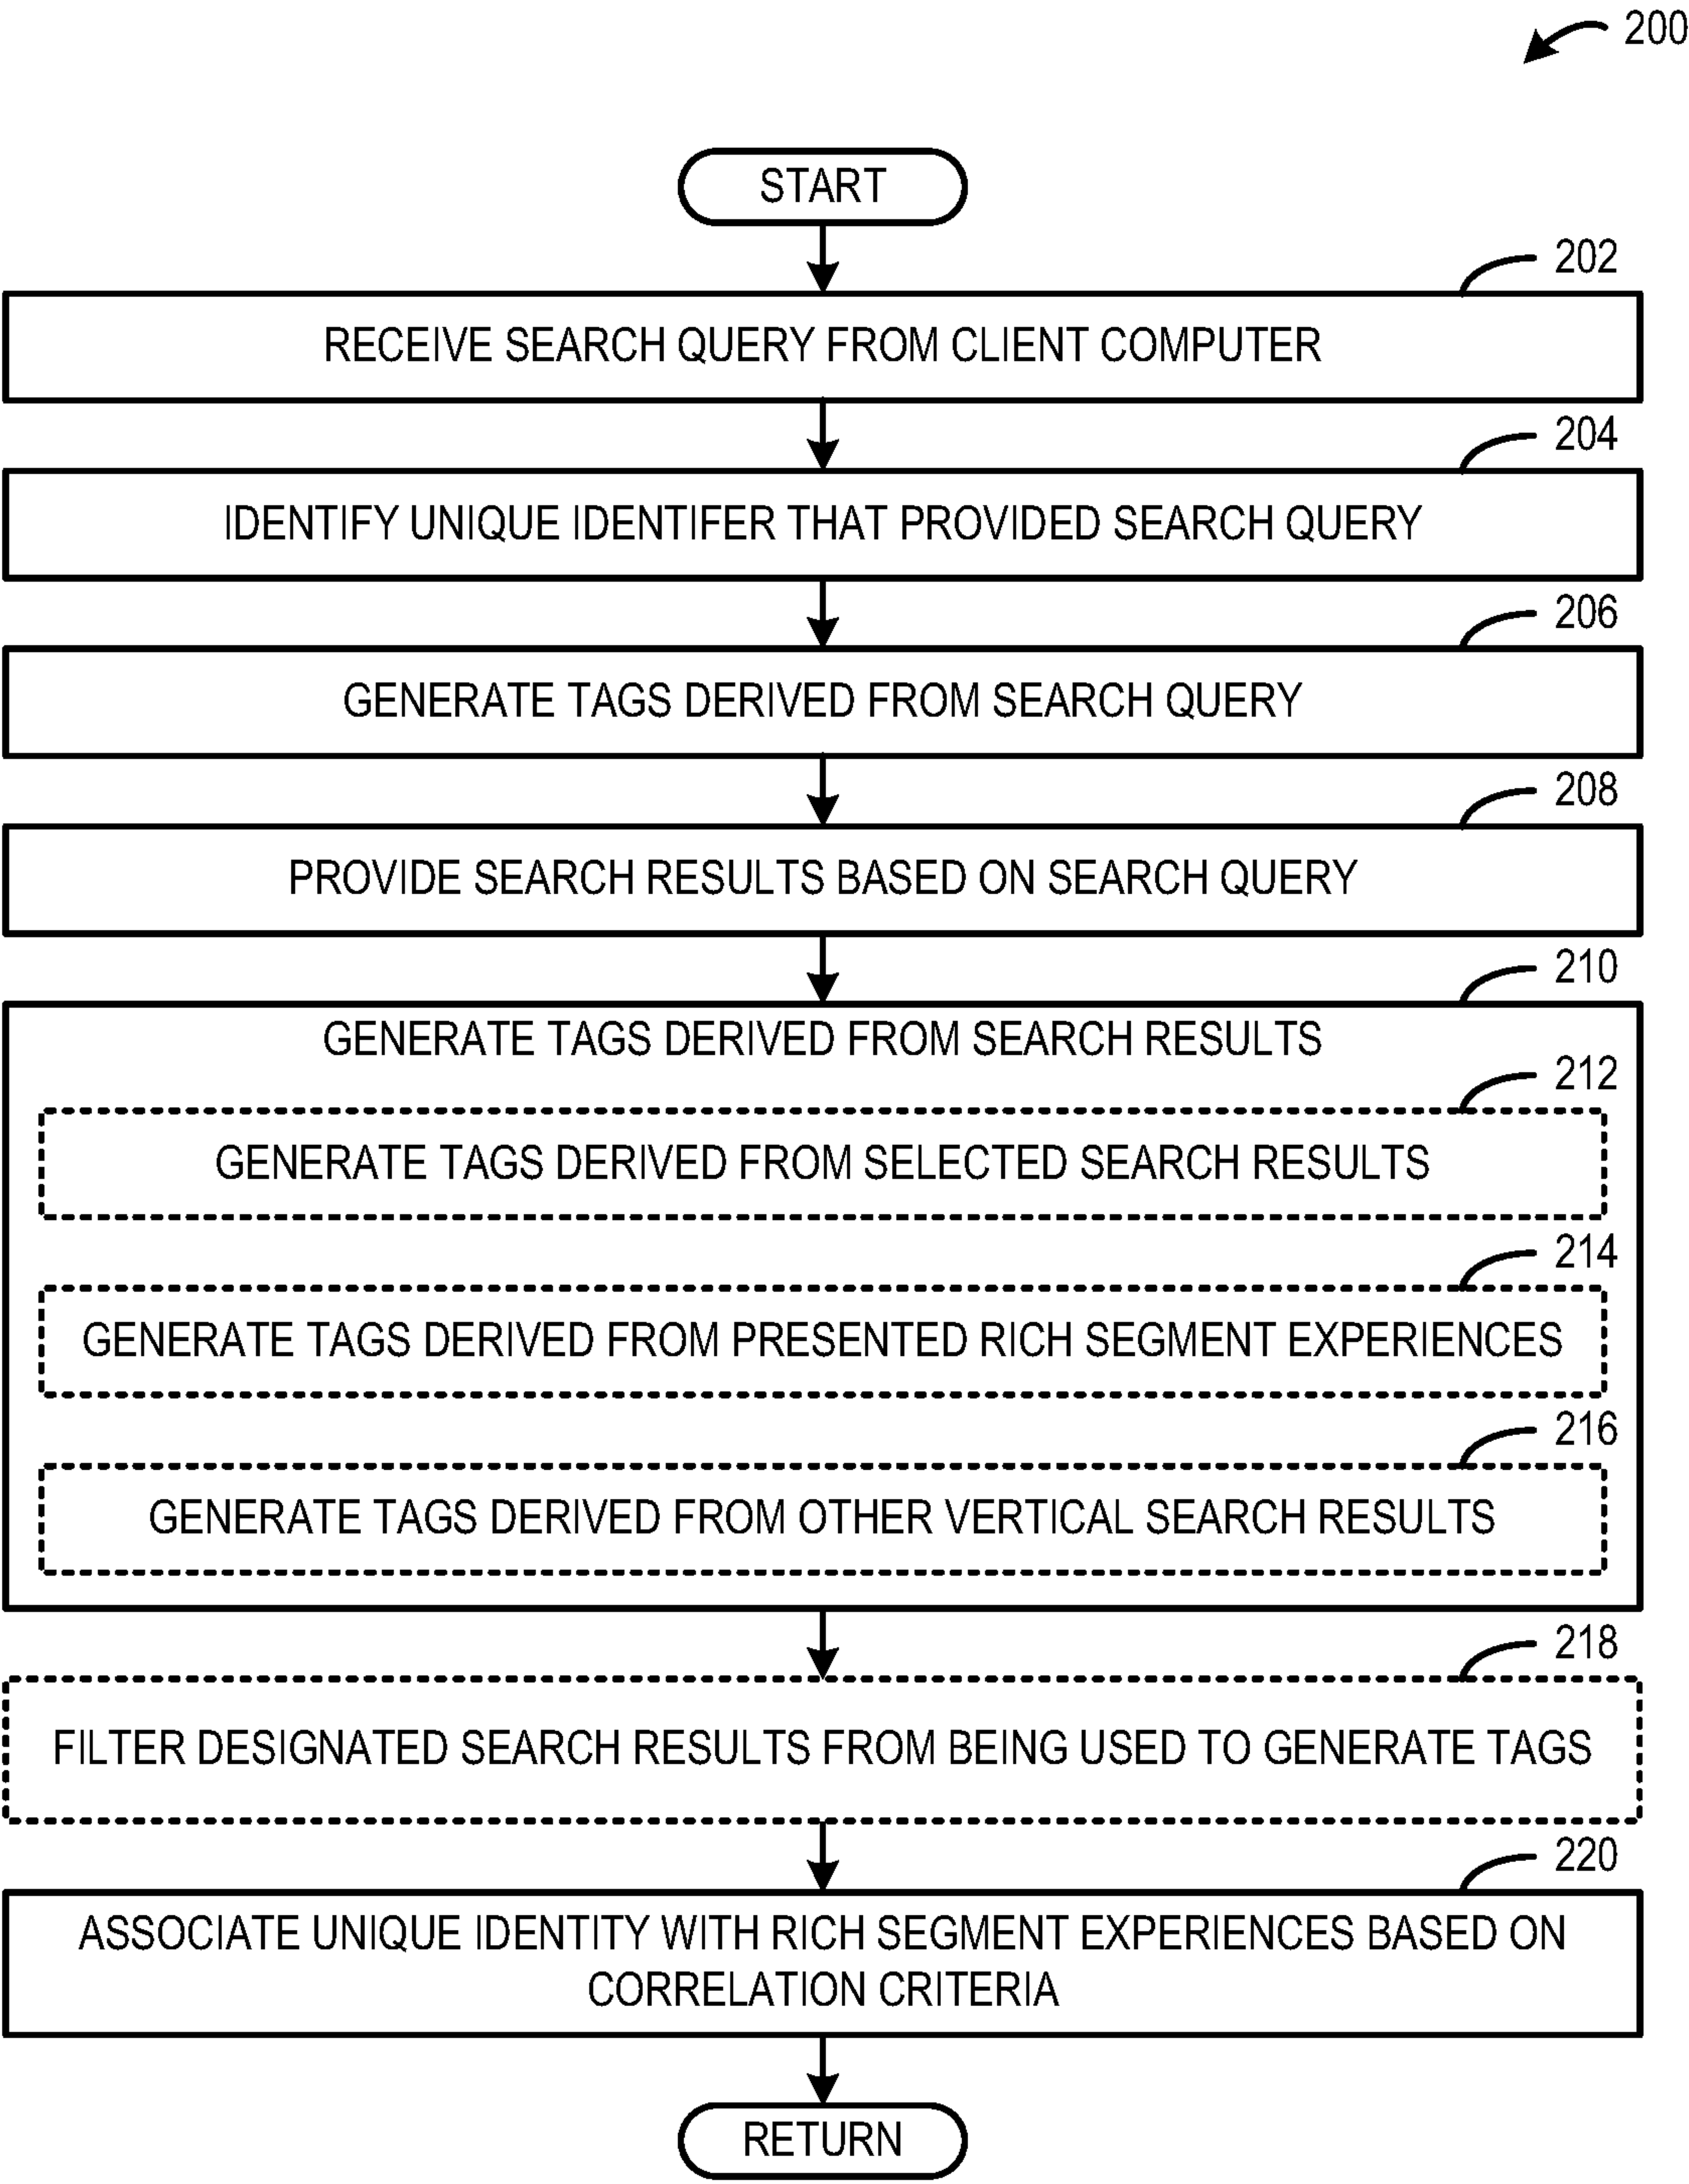 200
START
202
RECEIVE SEARCH QUERY FROM CLIENT COMPUTER
204
IDENTIFY UNIQUE IDENTIFER THAT PROVIDED SEARCH QUERY
206
GENERATE TAGS DERIVED FROM SEARCH QUERY
208
PROVIDE SEARCH RESULTS BASED ON SEARCH QUERY
210
GENERATE TAGS DERIVED FROM SEARCH RESULTS
212
GENERATE TAGS DERIVED FROM SELECTED SEARCH RESULTS
214
GENERATE TAGS DERIVED FROM PRESENTED RICH SEGMENT EXPERIENCES
216
GENERATE TAGS DERIVED FROM OTHER VERTICAL SEARCH RESULTS
218
FILTER DESIGNATED SEARCH RESULTS FROM BEING USED TO GENERATE TAGS
220
ASSOCIATE UNIQUE IDENTITY WITH RICH SEGMENT EXPERIENCES BASED ON
CORRELATION CRITERIA
RETURN